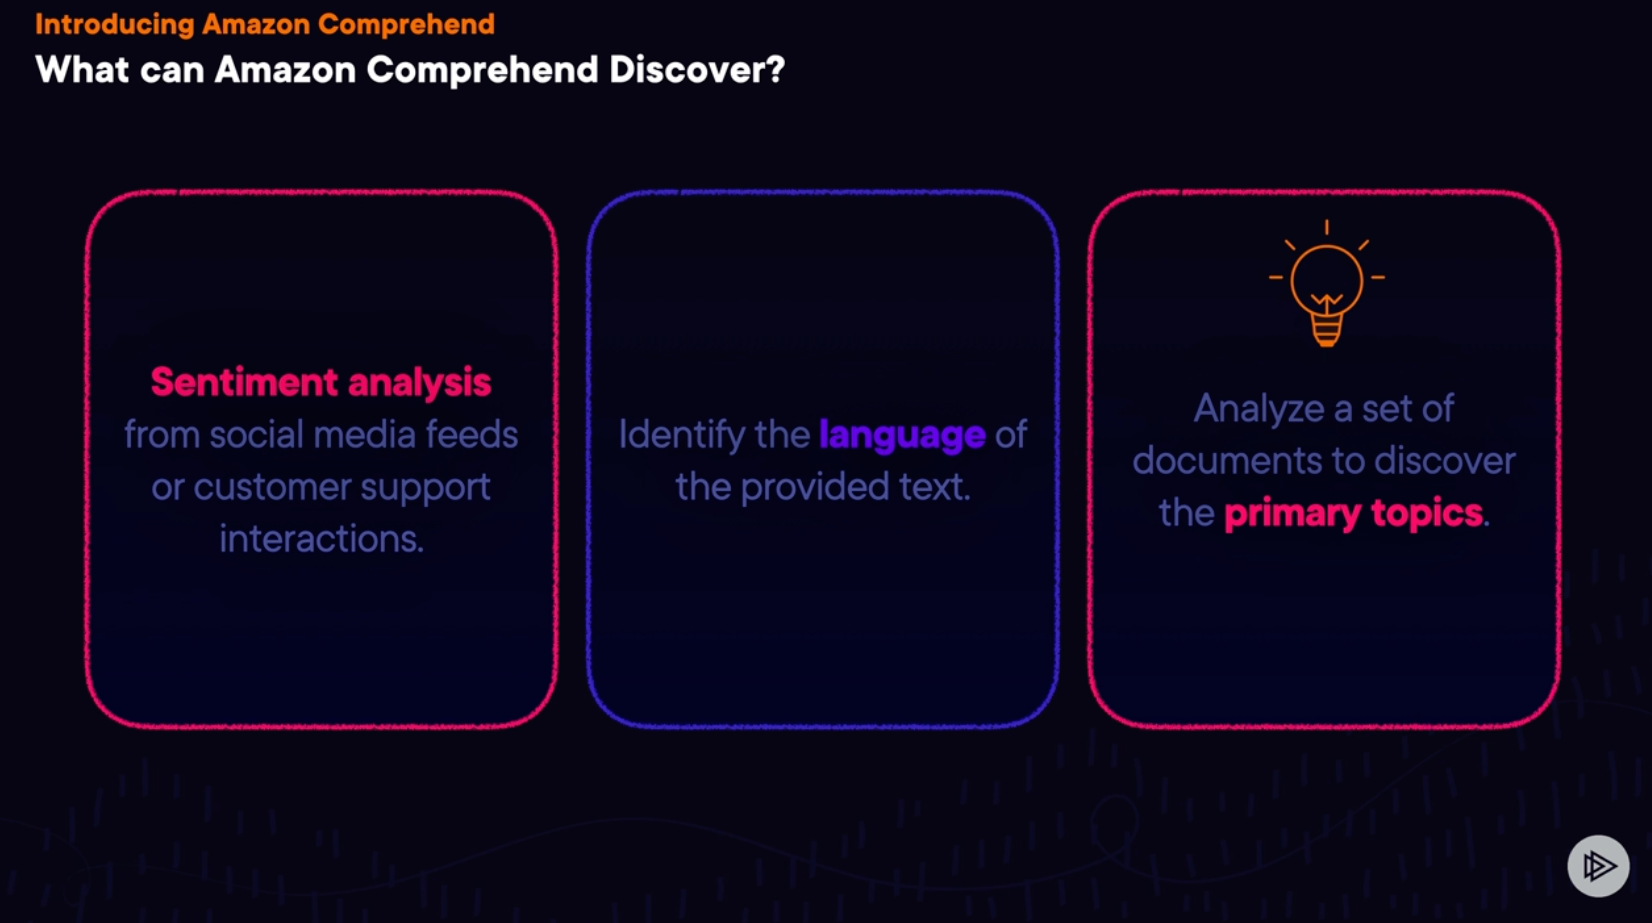 Introducing Amazon Comprehend
What can Amazon Comprehend Discover?
Sentiment analysis
from social media feeds
or customer support
interactions.
Identify the language of
the provided text.
Analyze a set of
documents to discover
the primary topics.